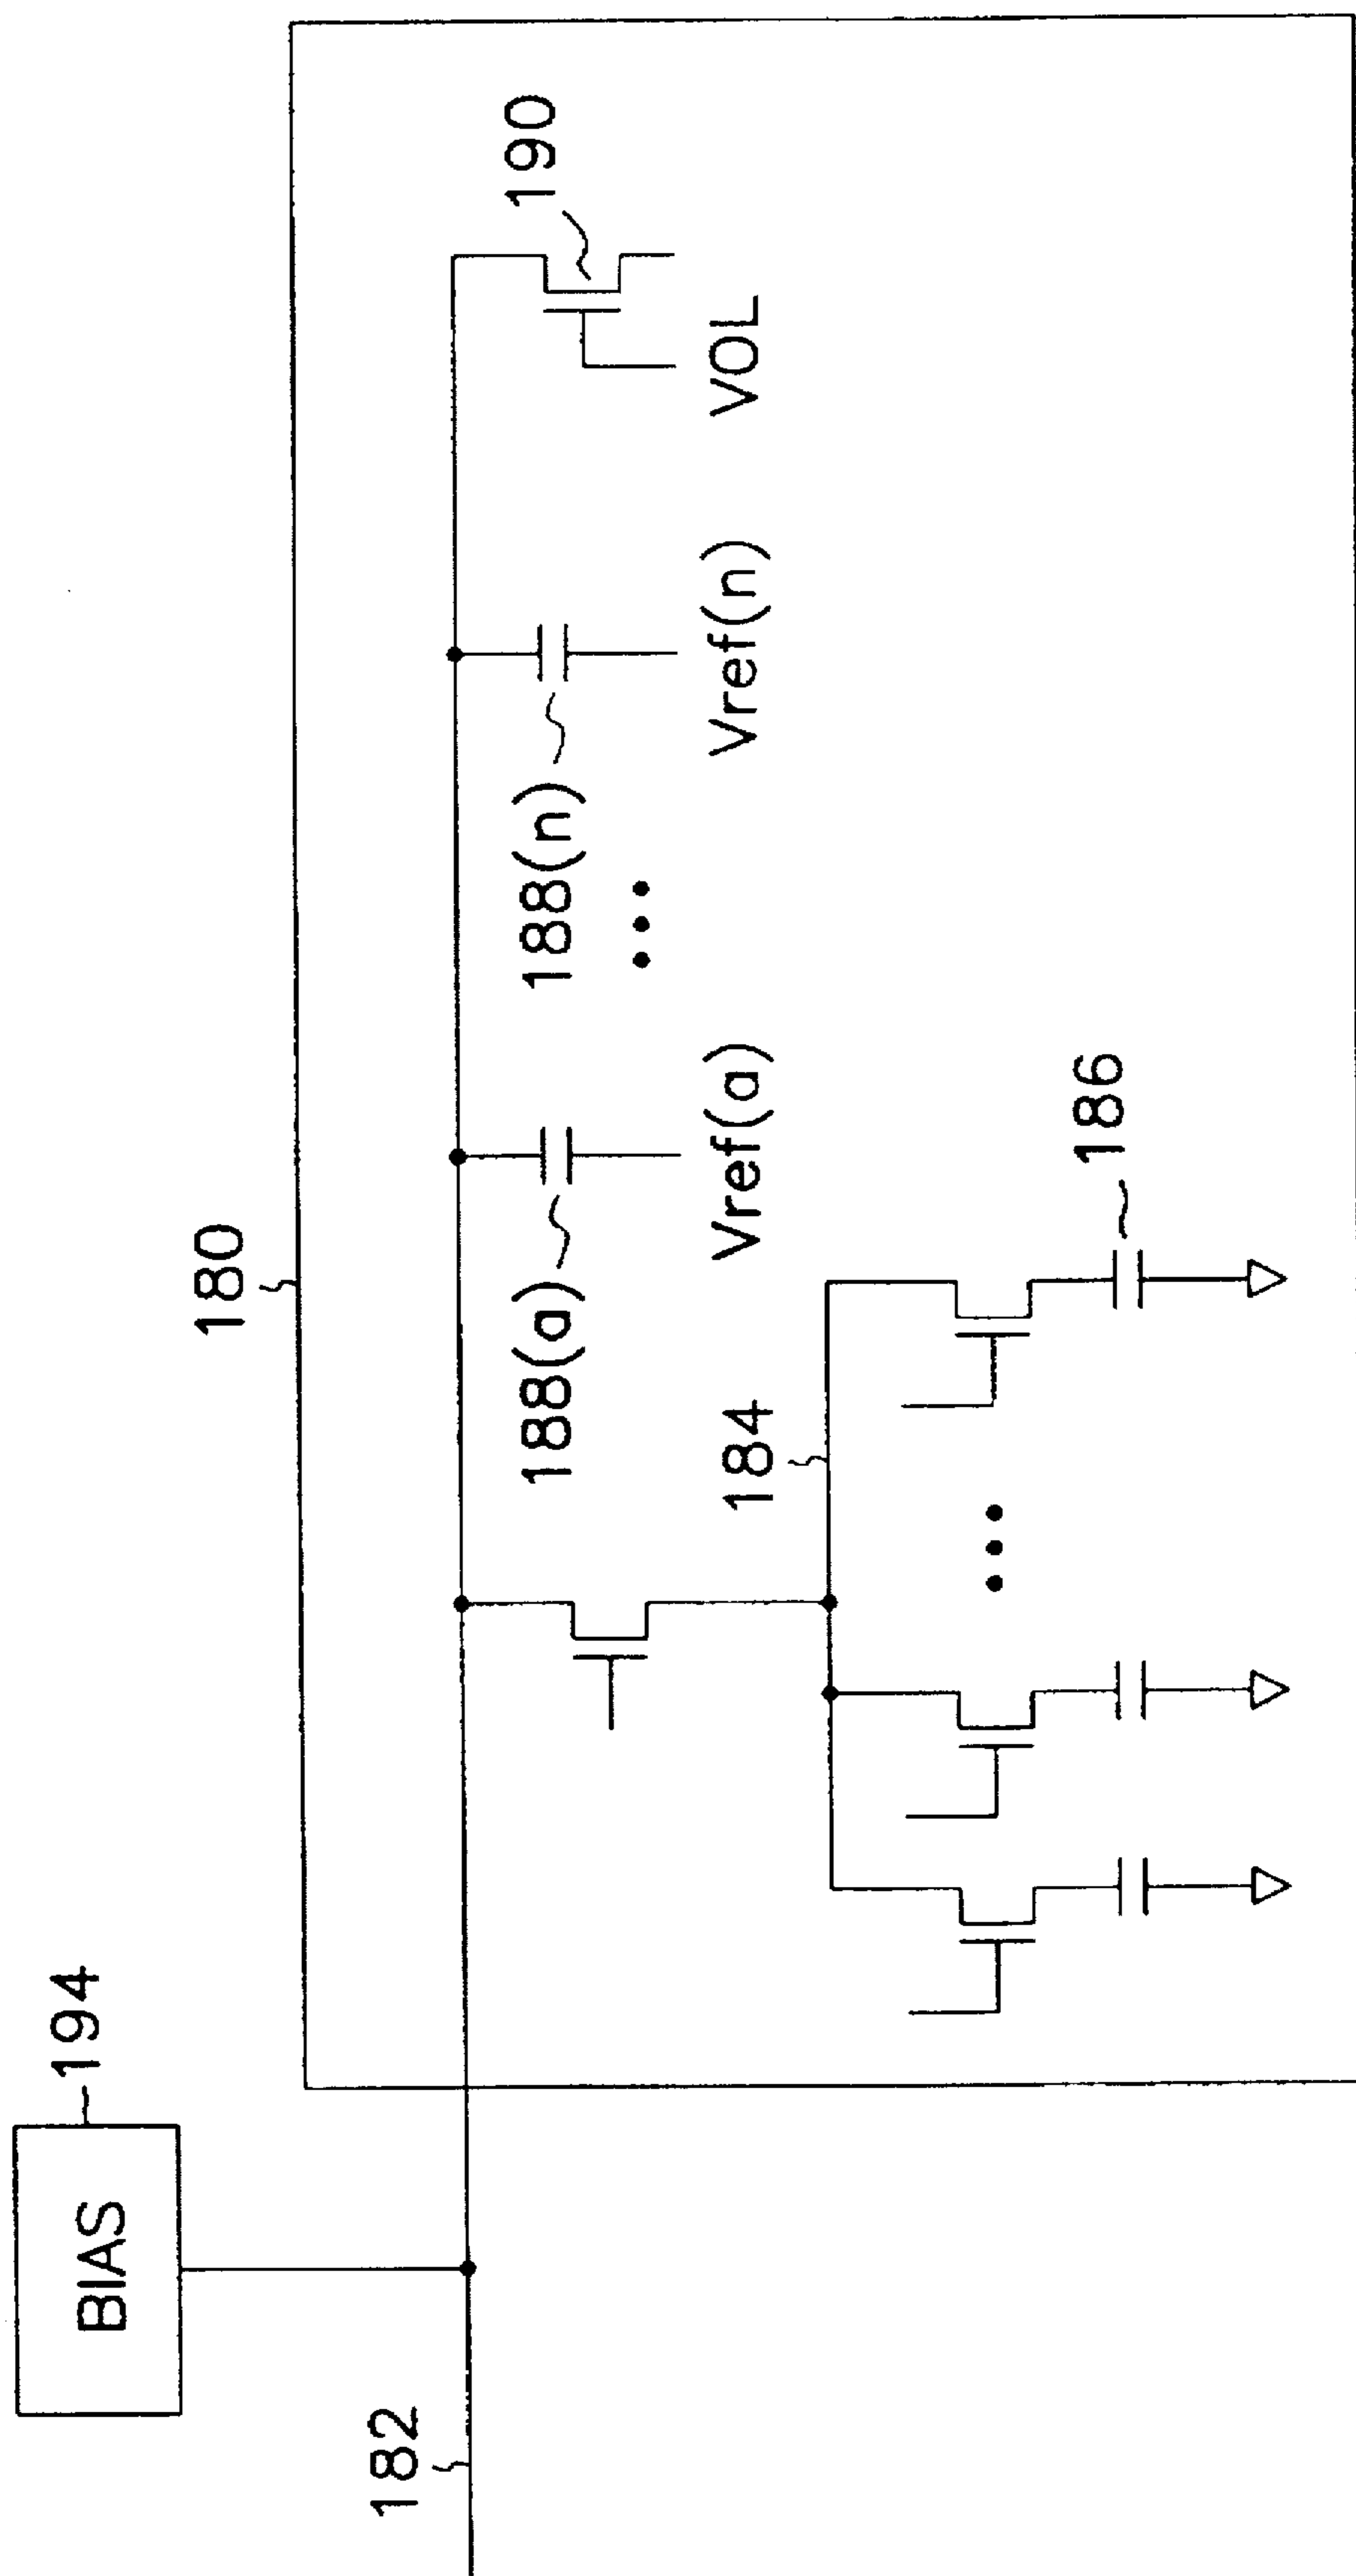 180
194
BIAS
182
190
188(a)
188(n)
•••
Vref(a)
Vref(n)
VOL
184
•••
186